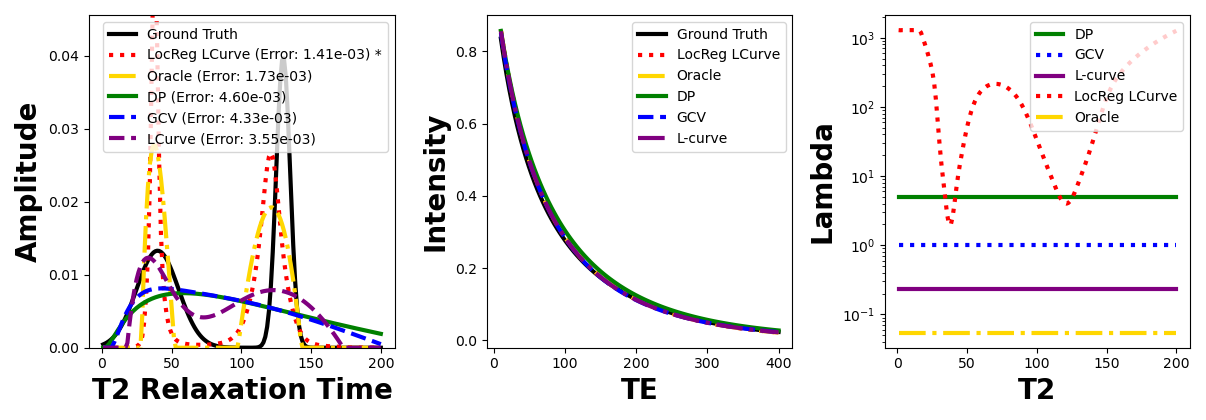 Amplitude
0.04
0.03
0.02
0.01
0.00
Ground Truth
LocReg LCurve (Error: 1.41e-03) *
Oracle (Error: 1.73e-03)
DP (Error: 4.60e-03)
GCV (Error: 4.33e-03)
LCurve (Error: 3.55e-03)
0 50 100 150 200
T2 Relaxation Time
Intensity
0.8
0.6
0.4
0.2
0.0
Ground Truth
LocReg LCurve
Oracle
DP
GCV
L-curve
0 100 200 300 400
TE
Lambda
10³
10²
10¹
10⁰
10⁻¹
DP
GCV
L-curve
LocReg LCurve
Oracle
0 50 100 150 200
T2